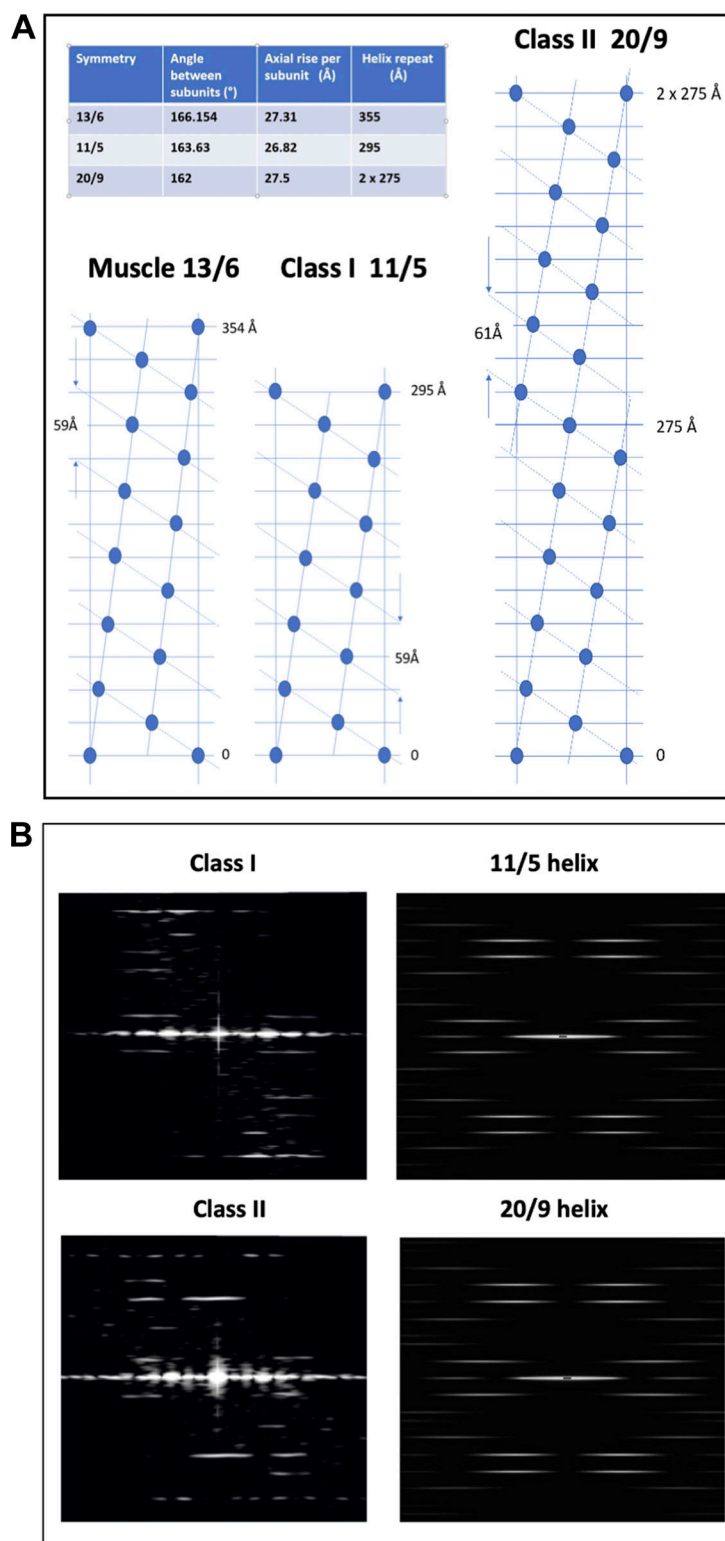 A
Class II 20/9
Symmetry Angle between subunits (°) Axial rise per subunit (Å) Helix repeat (Å)
13/6 166.154 27.31 355
11/5 163.63 26.82 295
20/9 162 27.5 2 x 275
2 x 275 Å
Muscle 13/6 Class I 11/5
354 Å
61Å
295 Å
59Å
275 Å
59Å
0
0
0
B
Class I 11/5 helix
Class II 20/9 helix